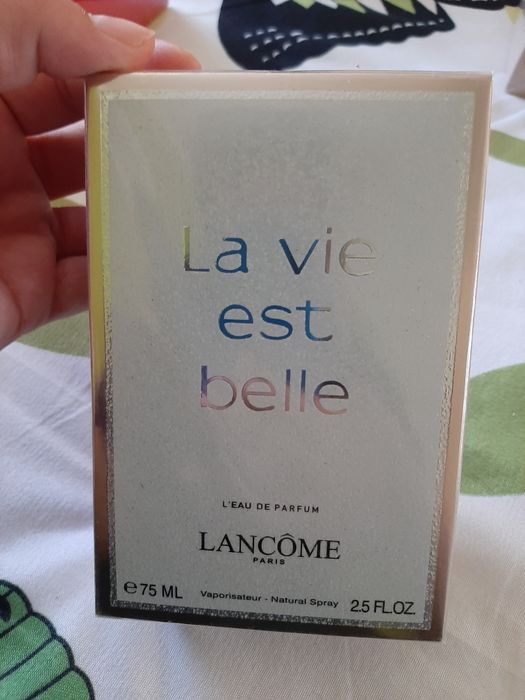 La vie
est
belle
L'EAU DE PARFUM
LANCÔME
PARIS
℮ 75 ML Vaporisateur - Natural Spray 2.5 FL.OZ.